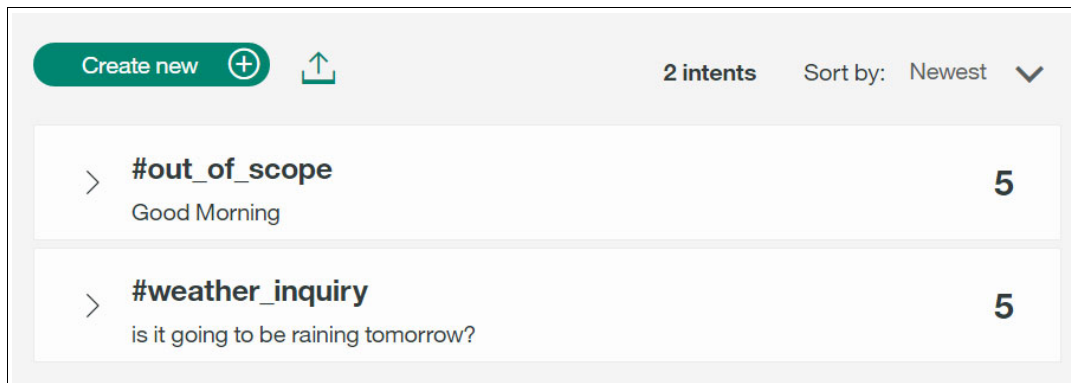 Create new 2 intents Sort by: Newest
#out_of_scope 5
Good Morning
#weather_inquiry 5
is it going to be raining tomorrow?